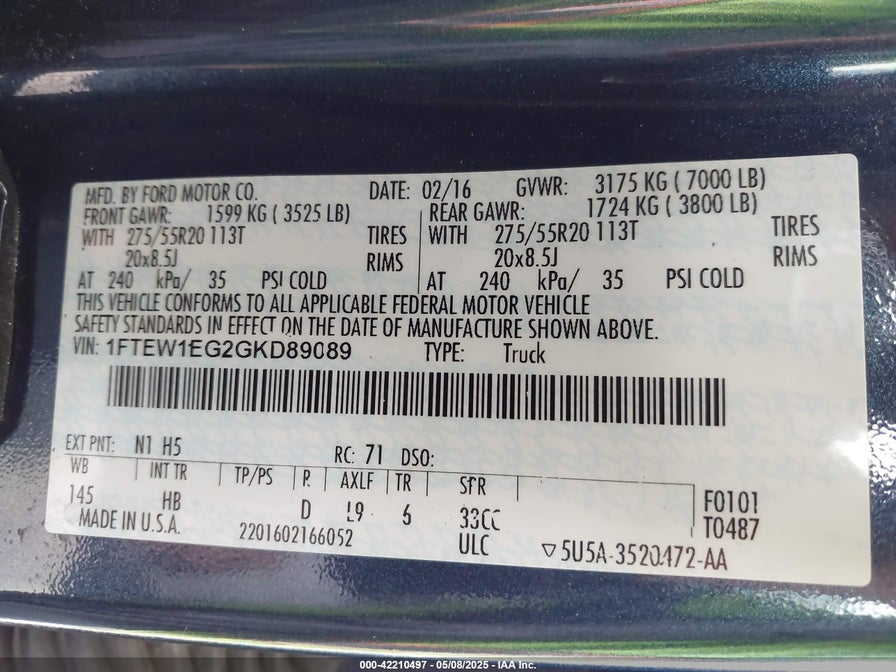 MFD. BY FORD MOTOR CO. DATE: 02/16 GVWR: 3175 KG ( 7000 LB)
FRONT GAWR: 1599 KG ( 3525 LB) REAR GAWR: 1724 KG ( 3800 LB)
WITH 275/55R20 113T TIRES WITH 275/55R20 113T TIRES
20x8.5J RIMS 20x8.5J RIMS
AT 240 kPa/ 35 PSI COLD AT 240 kPa/ 35 PSI COLD
THIS VEHICLE CONFORMS TO ALL APPLICABLE FEDERAL MOTOR VEHICLE
SAFETY STANDARDS IN EFFECT ON THE DATE OF MANUFACTURE SHOWN ABOVE.
VIN: 1FTEW1EG2GKD89089 TYPE: Truck
EXT PNT: N1 H5 RC: 71 DSO:
WB INT TR TP/PS R AXLE TR SPR
145 HB D L9 6 33CC F0101
MADE IN U.S.A. 2201602166052 ULC T0487
5U5A-3520472-AA
000-42210497 - 05/08/2025 - IAA Inc.